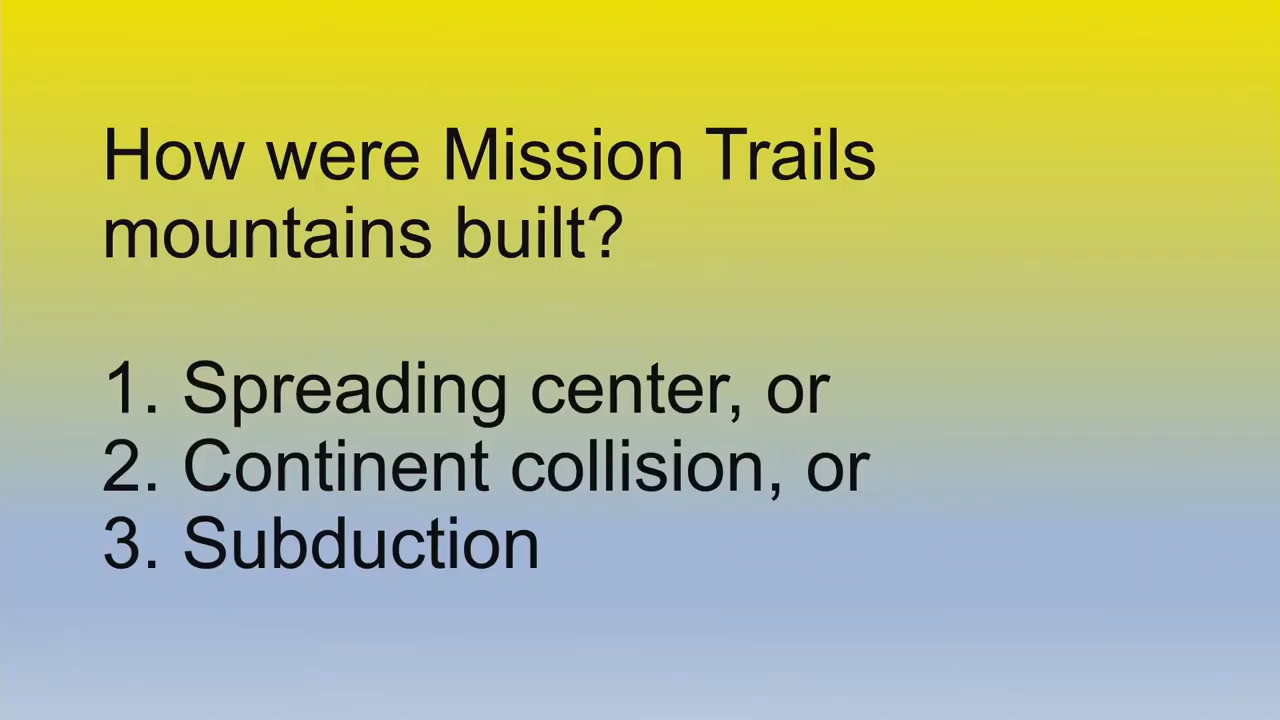 How were Mission Trails
mountains built?
1. Spreading center, or
2. Continent collision, or
3. Subduction